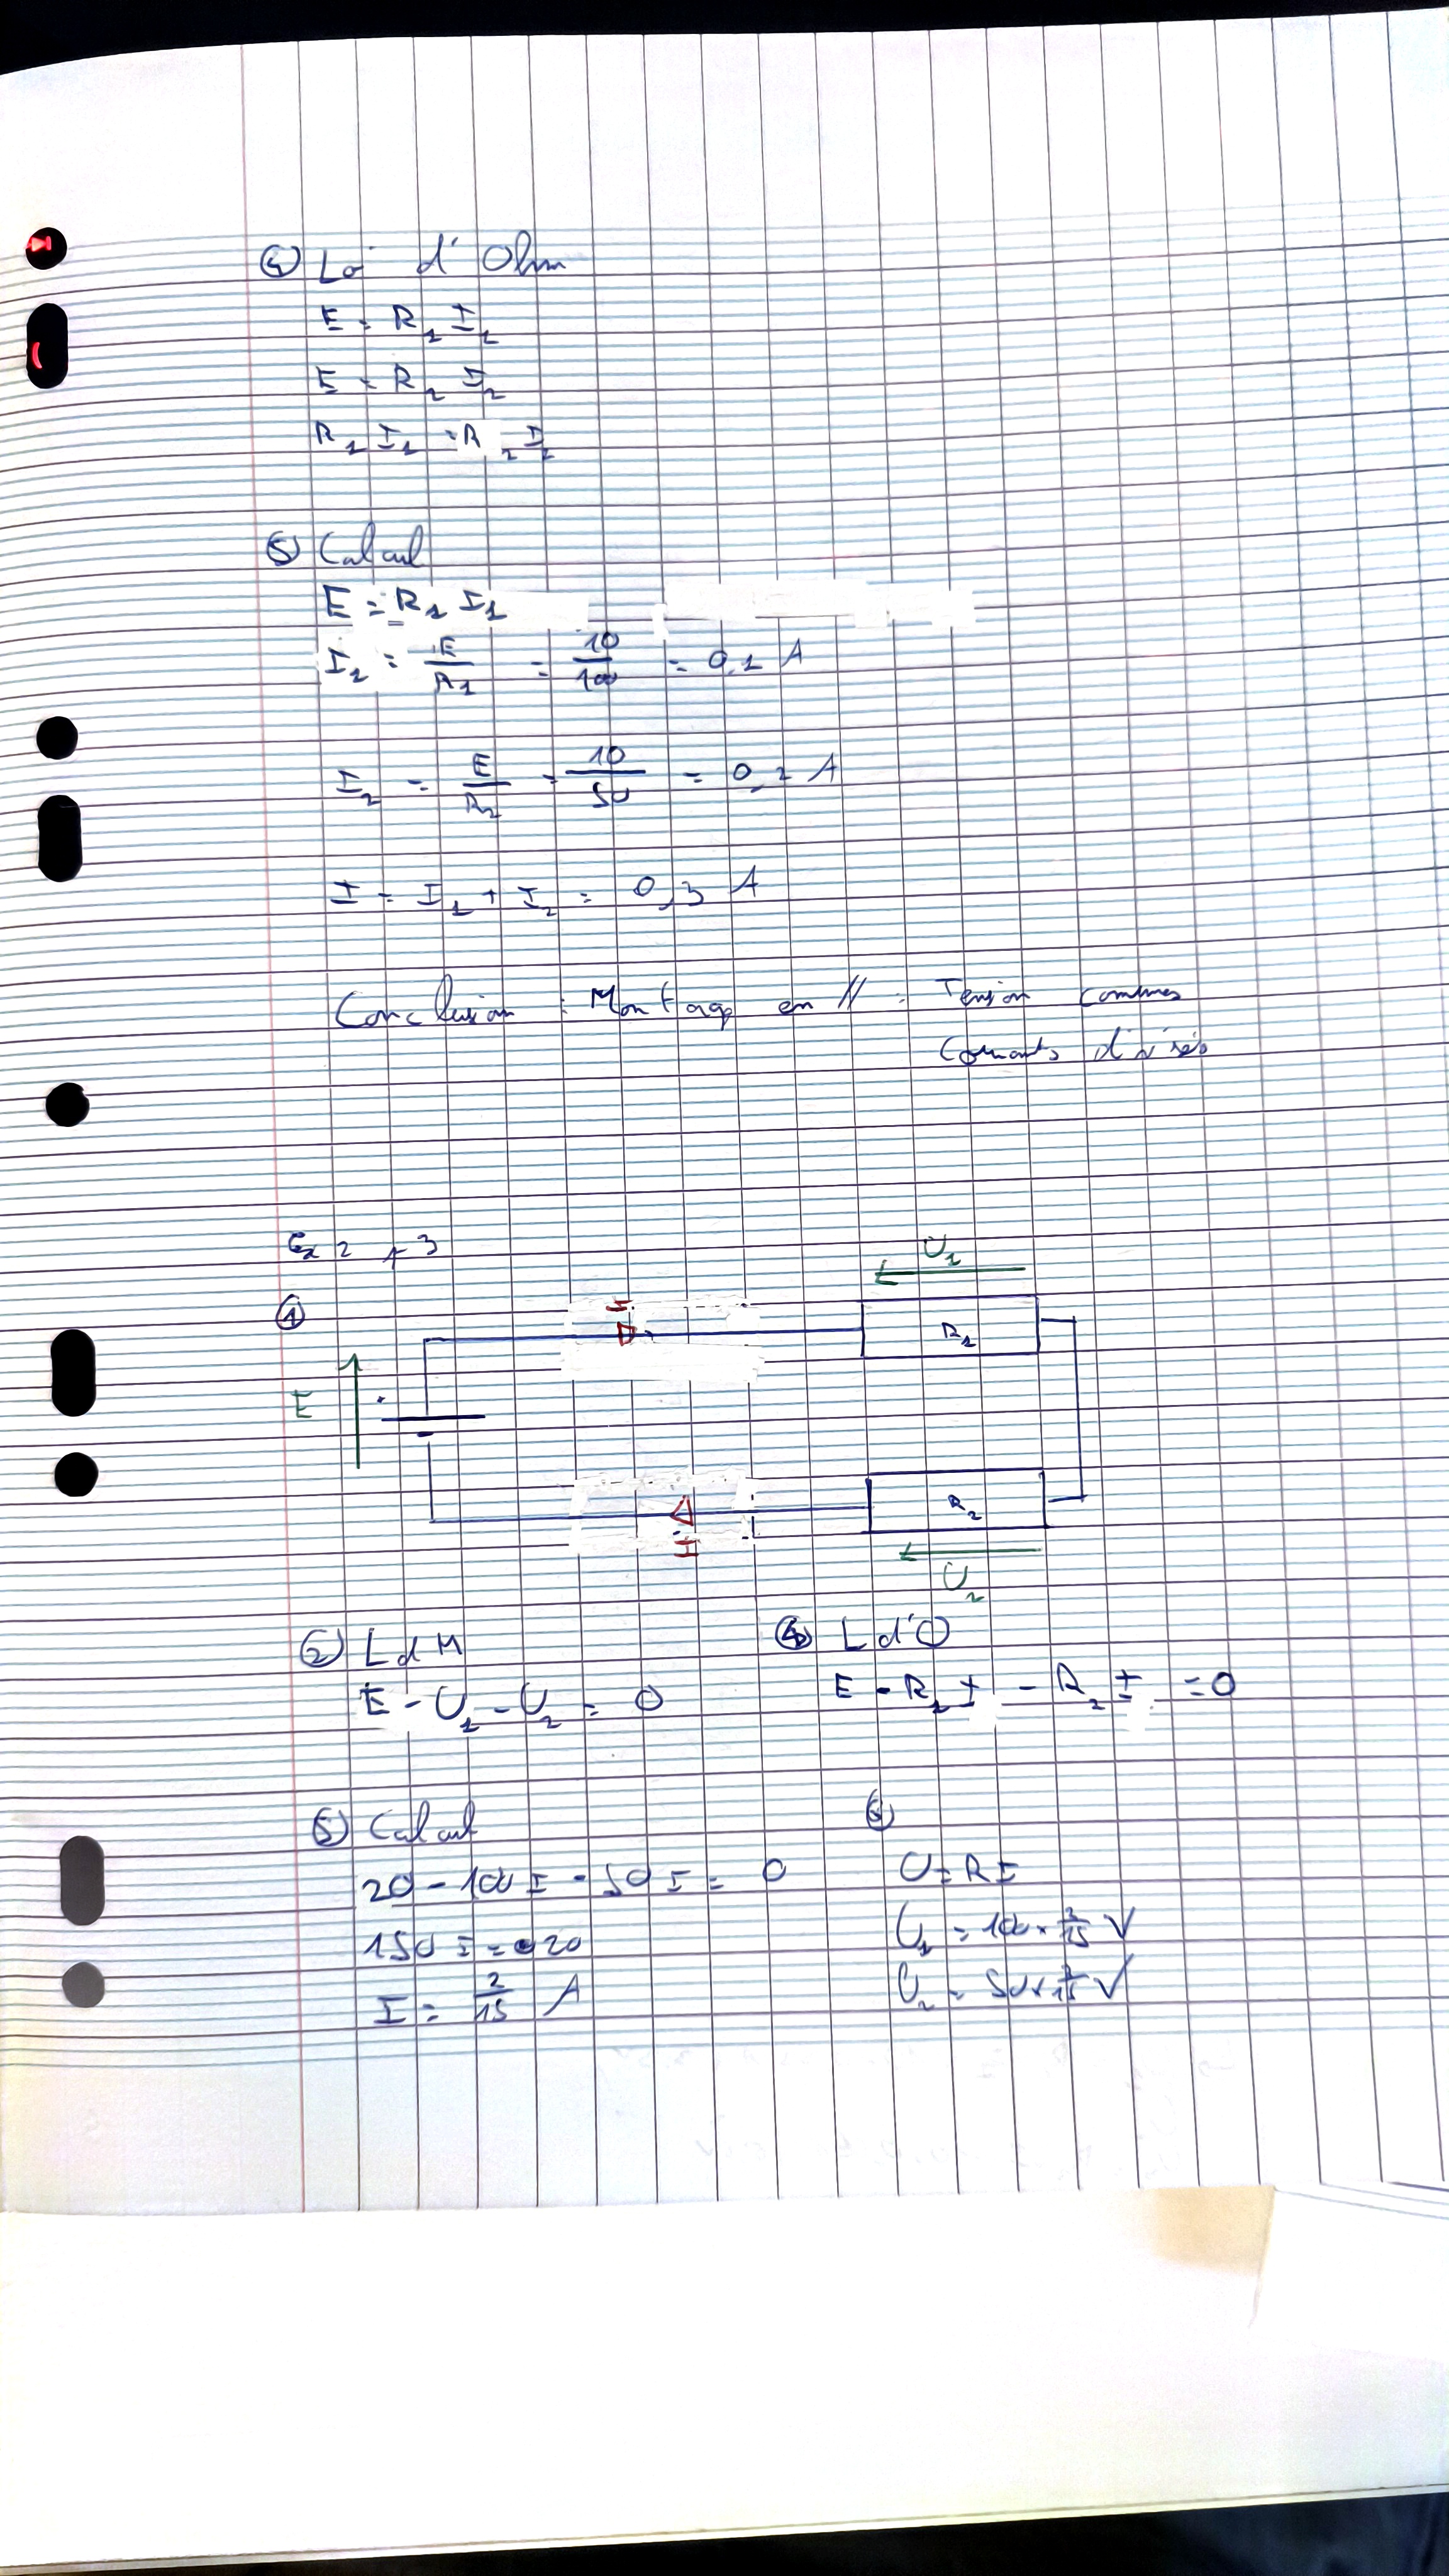 ④ Loi d'Ohm
E = R₁ I₁
E = R₂ I₂
R₁ I₁ = R₂ I₂
⑤ Calcul
E = R₁ I₁
I₁ = E/R₁ = 10/100 = 0,1 A
I₂ = E/R₂ = 10/50 = 0,2 A
I = I₁ + I₂ = 0,3 A
Conclusion : Montage en // : Tension communes
Courants divisés
Ex 2 + 3
①
U₁
I
R₁
E
+
-
R₂
I
U₂
② L d M
E - U₁ - U₂ = 0
④ L d'O
E - R₁ I - R₂ I = 0
⑤ Calcul
20 - 100 I - 50 I = 0
150 I = 20
I = 2/15 A
⑥
U = R I
U₁ = 100 × 2/15 V
U₂ = 50 × 2/15 V